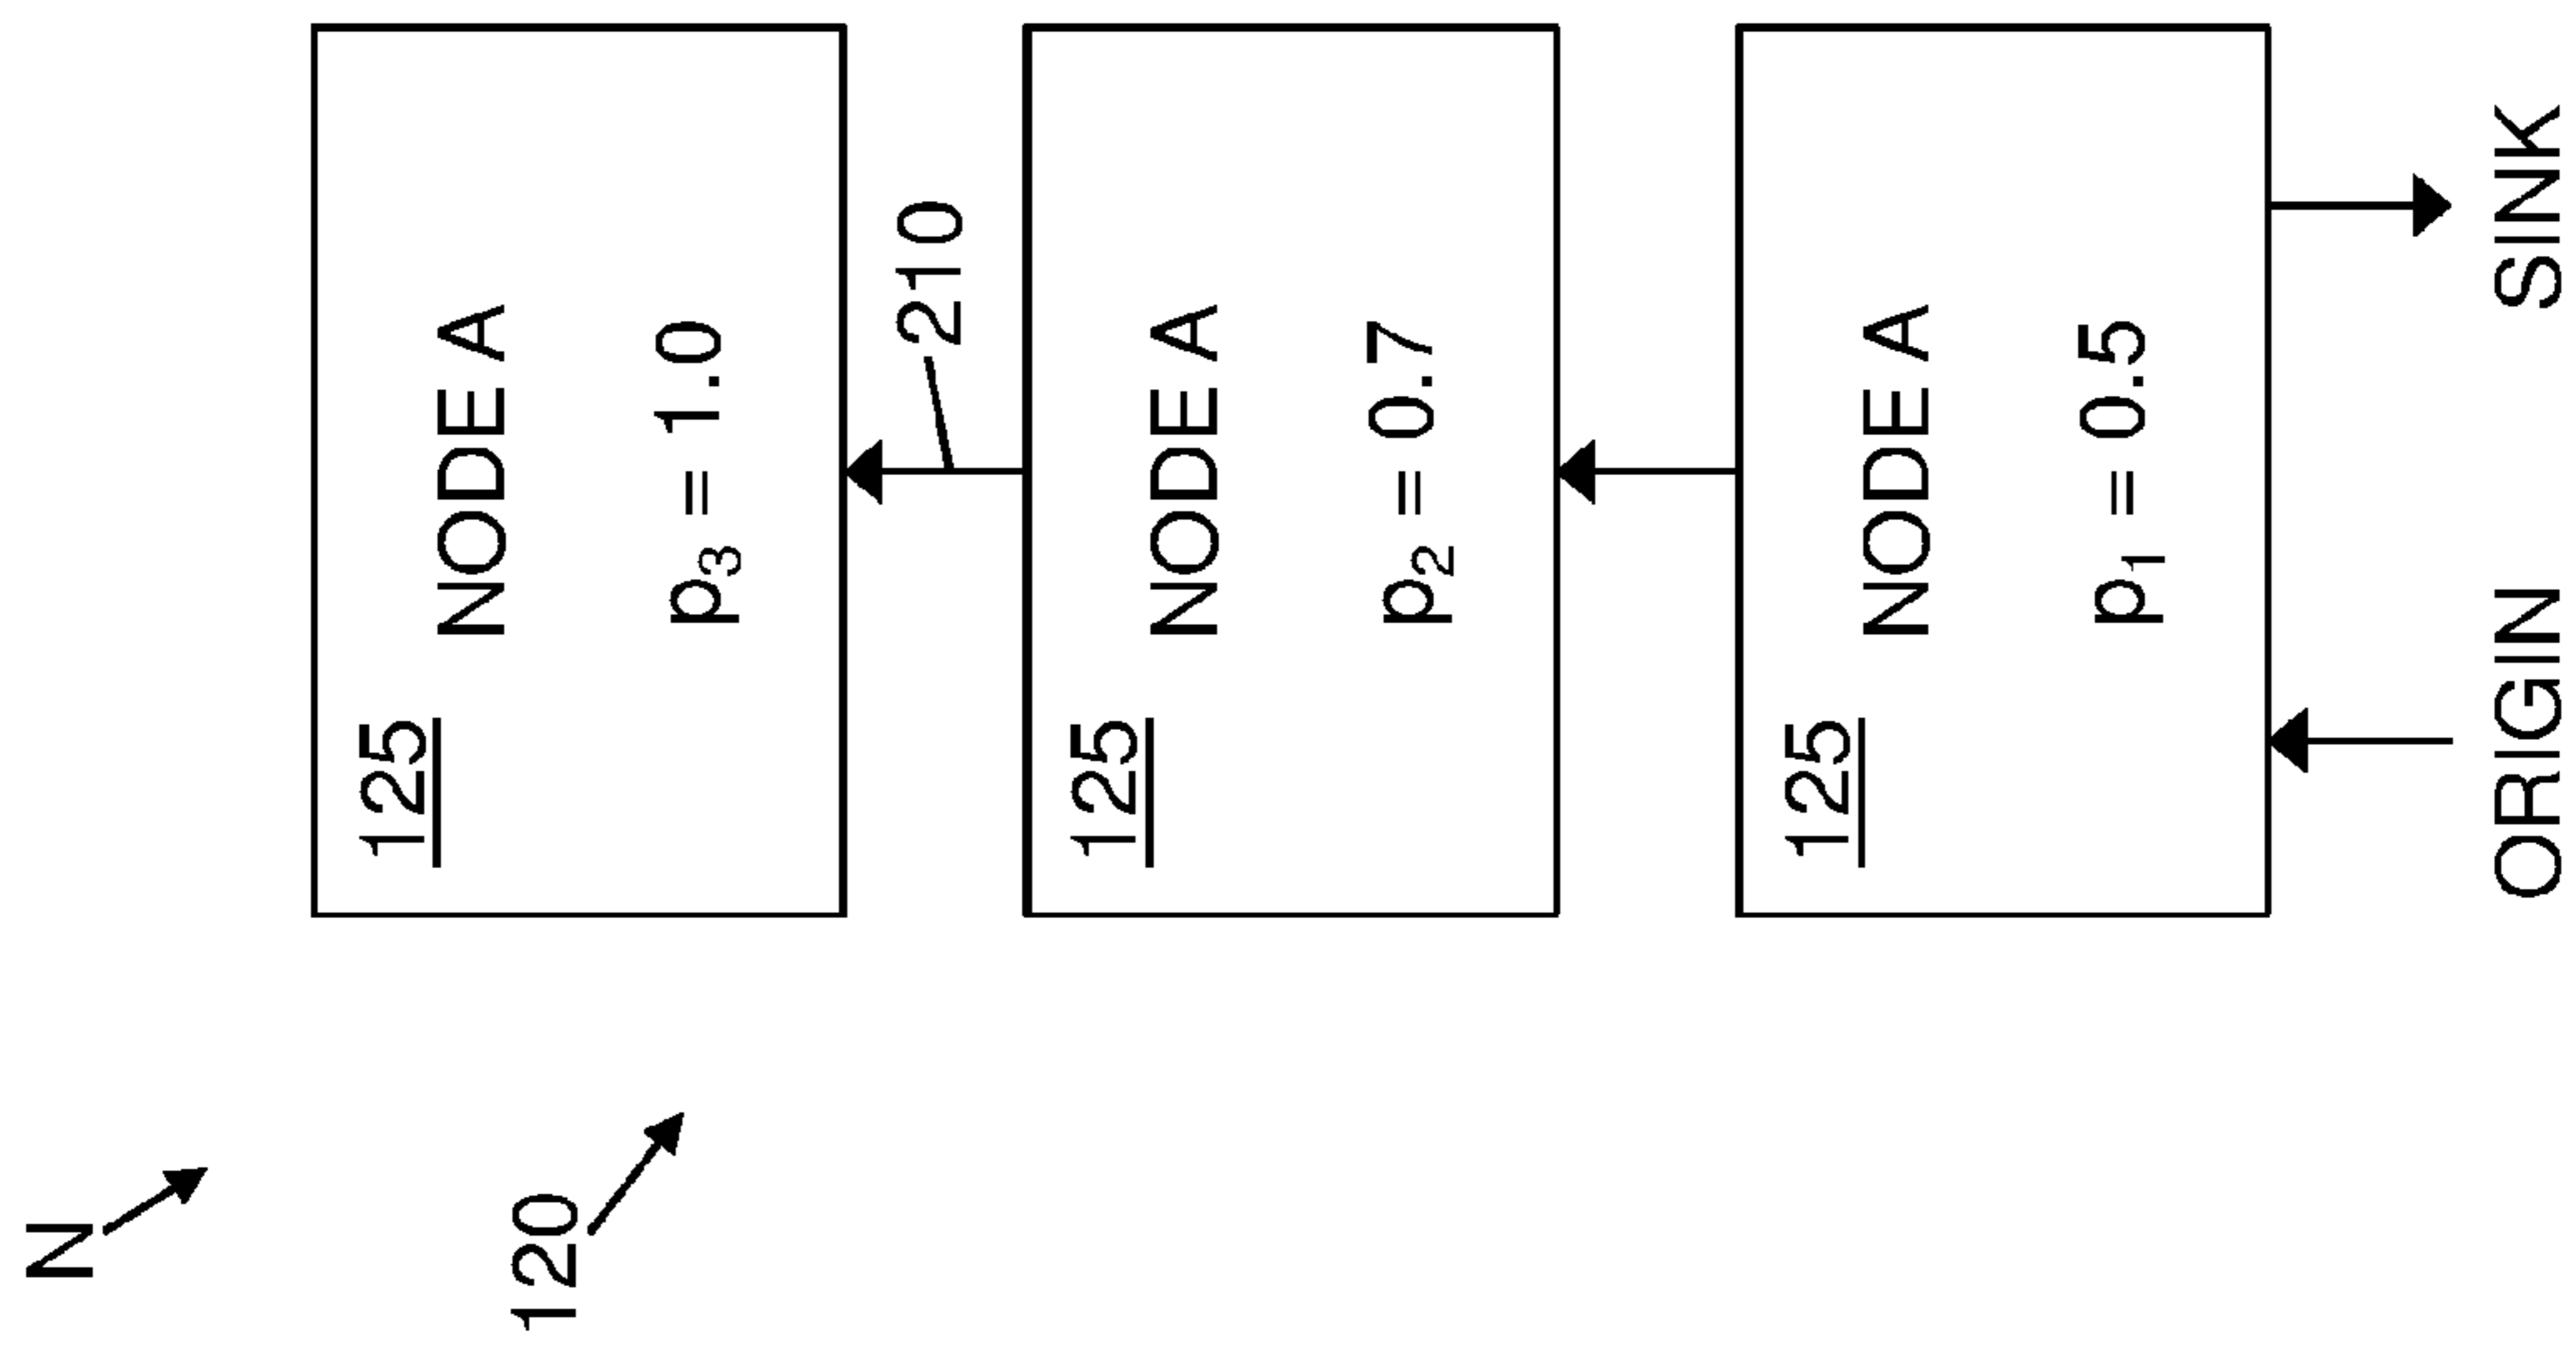 N
120
125
NODE A
p₃ = 1.0
210
125
NODE A
p₂ = 0.7
125
NODE A
p₁ = 0.5
ORIGIN SINK